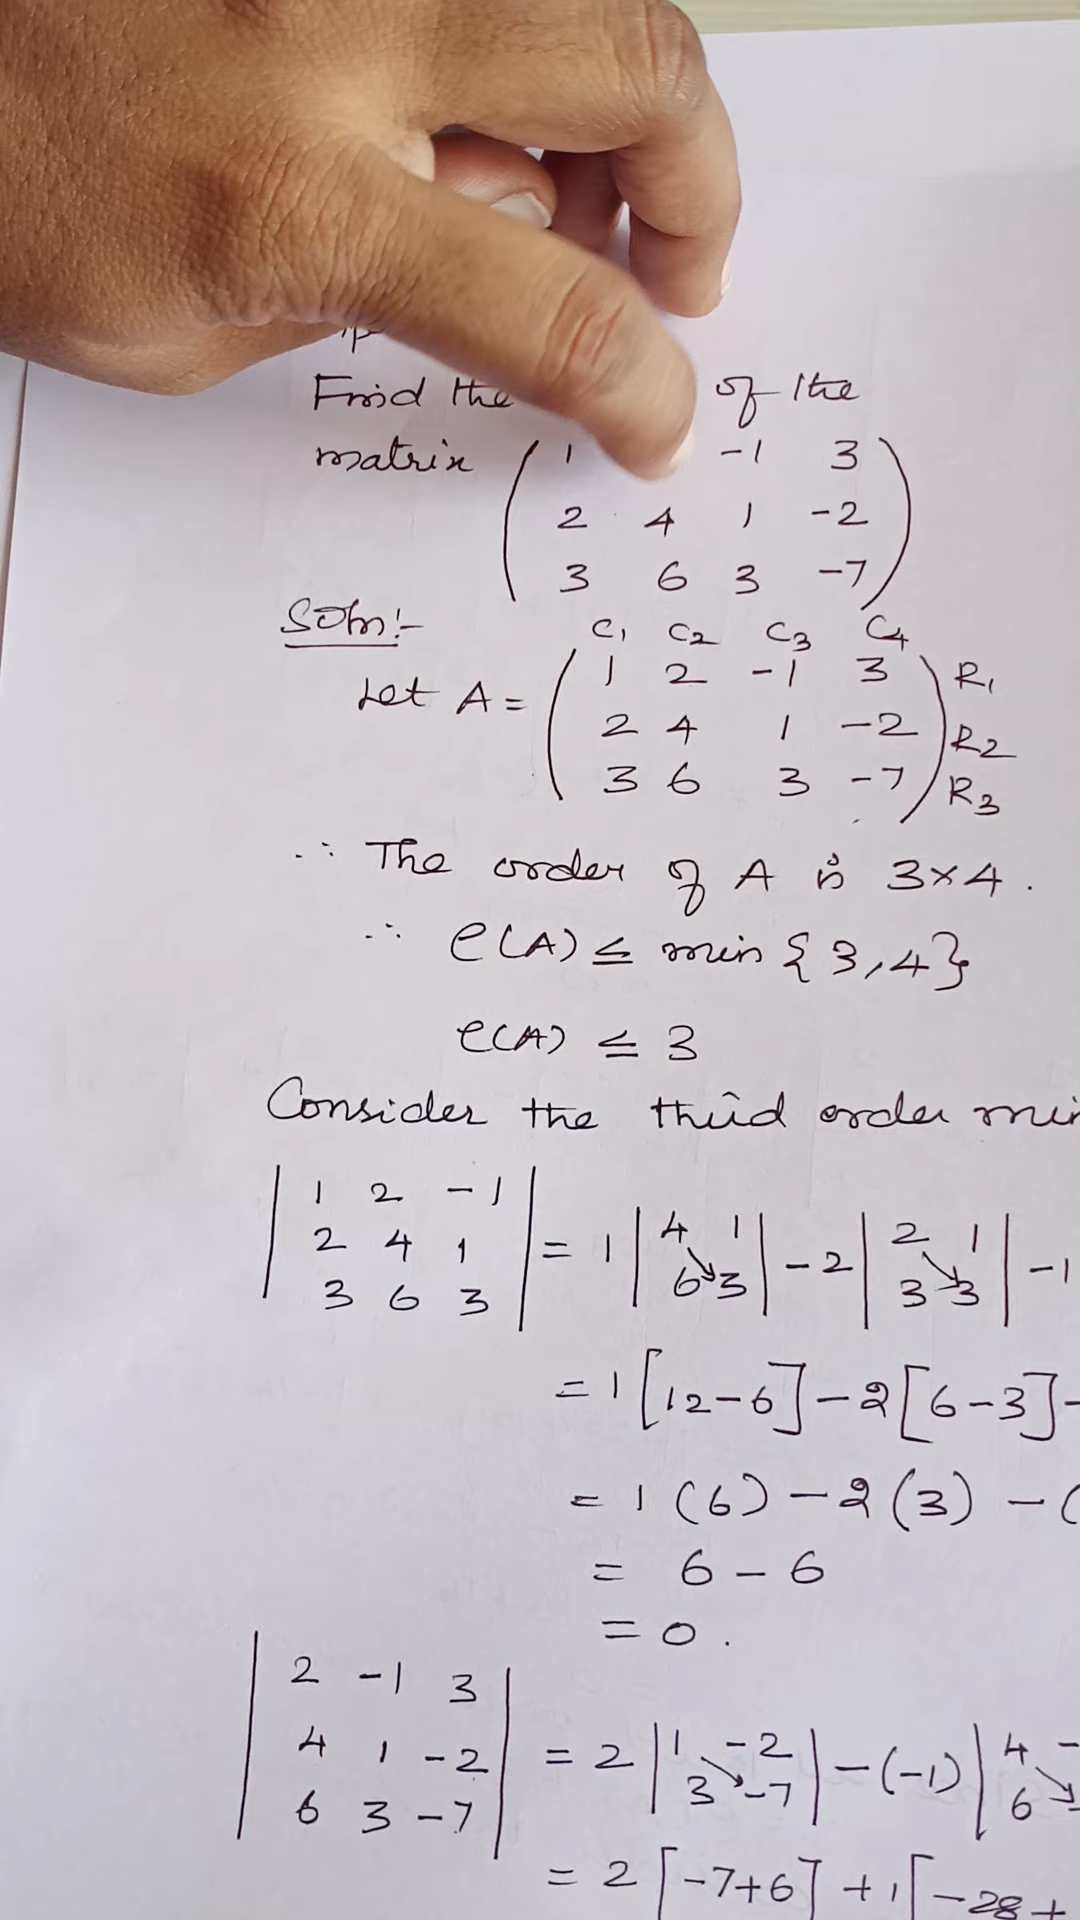 Find the of the
matrix ( 1 -1 3
2 4 1 -2
3 6 3 -7 )
Soln:-
C1 C2 C3 C4
Let A = ( 1 2 -1 3 ) R1
2 4 1 -2 R2
3 6 3 -7 R3
∴ The order of A is 3×4.
∴ ρ(A) ≤ min {3,4}
ρ(A) ≤ 3
Consider the third order
| 1 2 -1 |
| 2 4 1 | = 1 | 4 1 | - 2 | 2 1 | - 1
| 3 6 3 | | 6 3 | | 3 3 |
= 1 [12-6] - 2 [6-3] -
= 1 (6) - 2 (3) - (
= 6 - 6
= 0.
| 2 -1 3 |
| 4 1 -2 | = 2 | 1 -2 | - (-1) | 4 -
| 6 3 -7 | | 3 -7 | | 6
= 2 [-7+6] + 1 [-28+